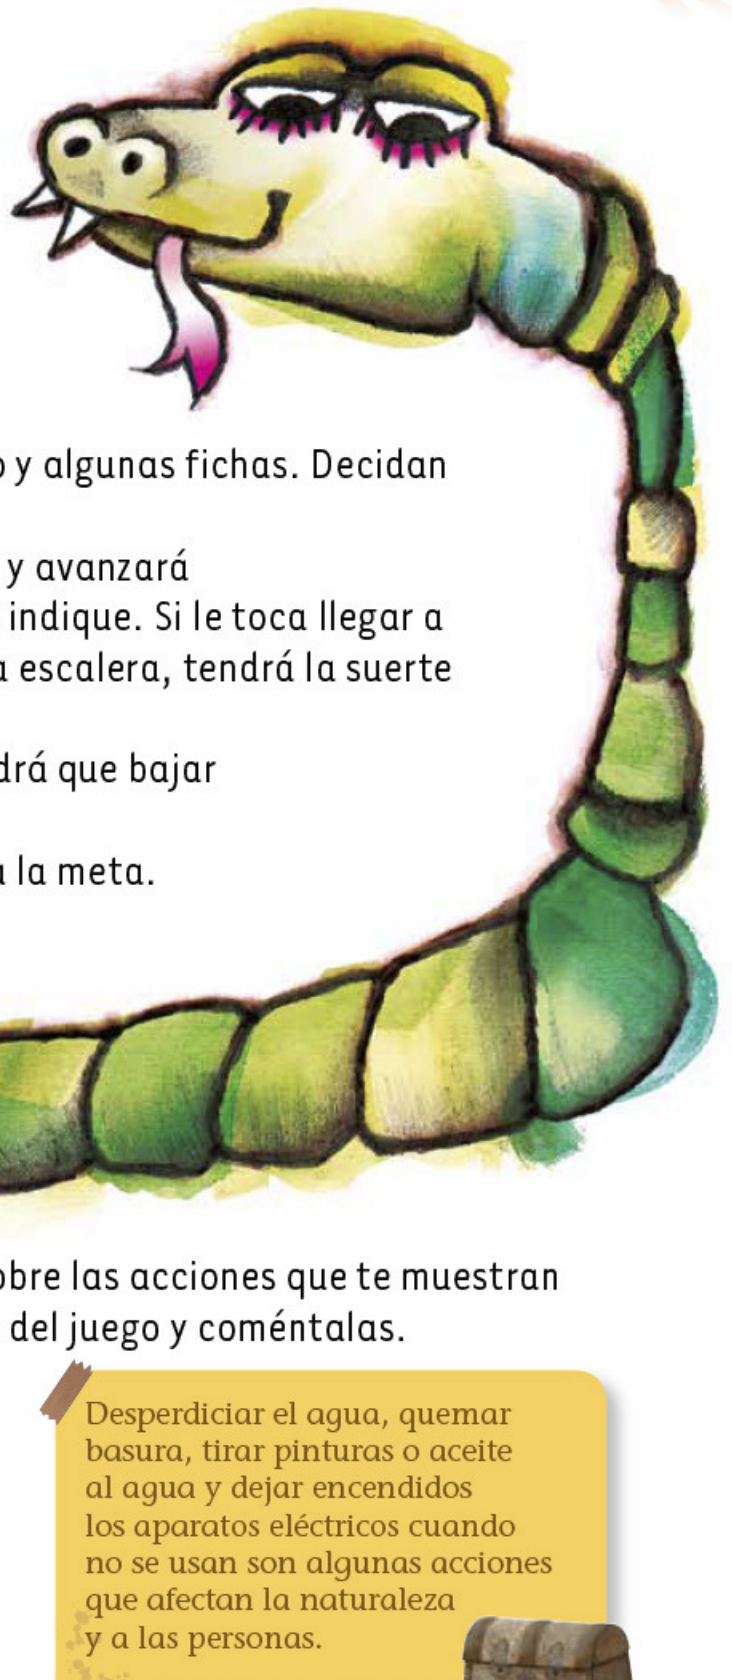 y algunas fichas. Decidan
y avanzará
indique. Si le toca llegar a
escalera, tendrá la suerte
que bajar
la meta.
las acciones que te muestran
del juego y coméntalas.
Desperdiciar el agua, quemar
basura, tirar pinturas o aceite
al agua y dejar encendidos
los aparatos eléctricos cuando
no se usan son algunas acciones
que afectan la naturaleza
y a las personas.